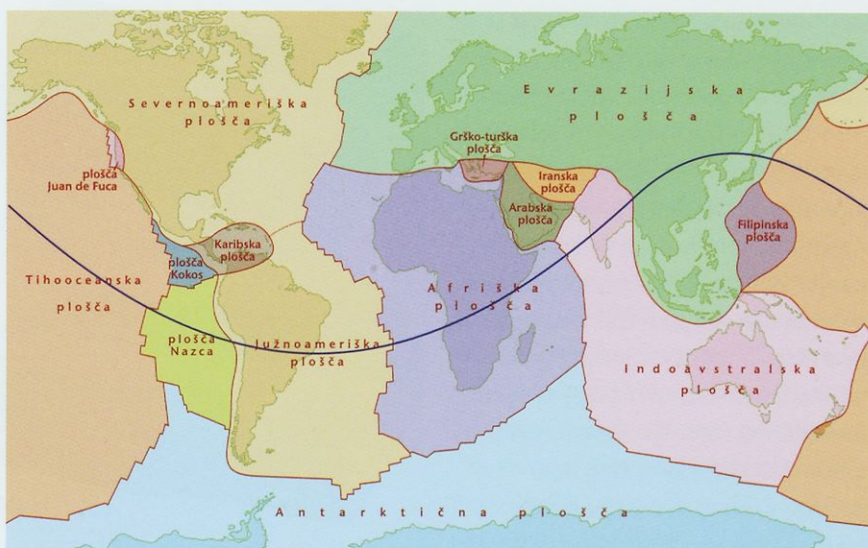 Severnoameriška
plošča
Evrazijska
plošča
Grško-turška
plošča
plošča
Juan de Fuca
Iranska
plošča
Arabska
plošča
Karibska
plošča
plošča
Kokos
Filipinska
plošča
Tihooceanska
plošča
Afriška
plošča
plošča
Nazca
Južnoameriška
plošča
Indoavstralska
plošča
Antarktična plošča